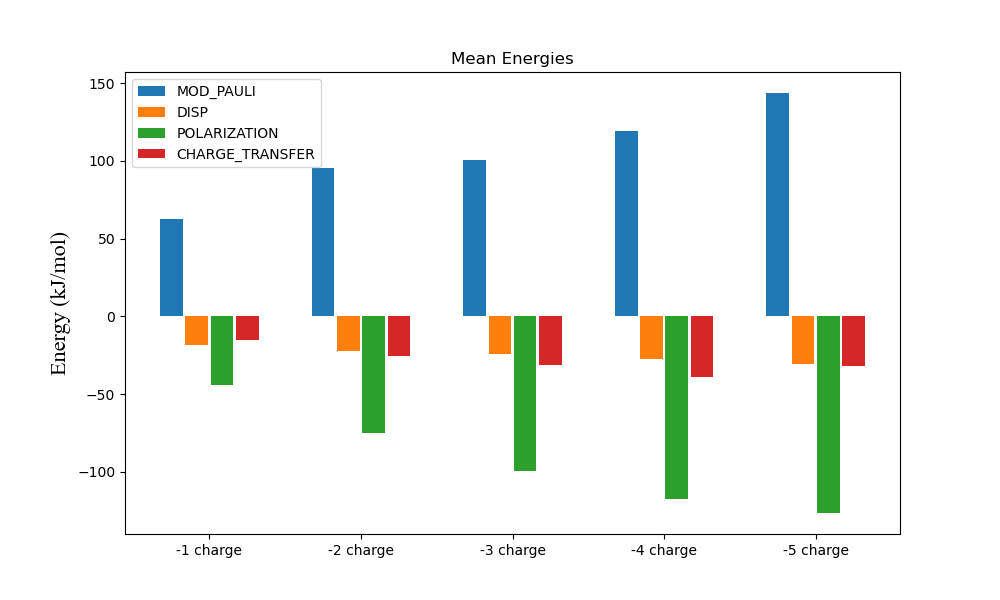 Mean Energies
MOD_PAULI
DISP
POLARIZATION
CHARGE_TRANSFER
Energy (kJ/mol)
150
100
50
0
−50
−100
-1 charge
-2 charge
-3 charge
-4 charge
-5 charge